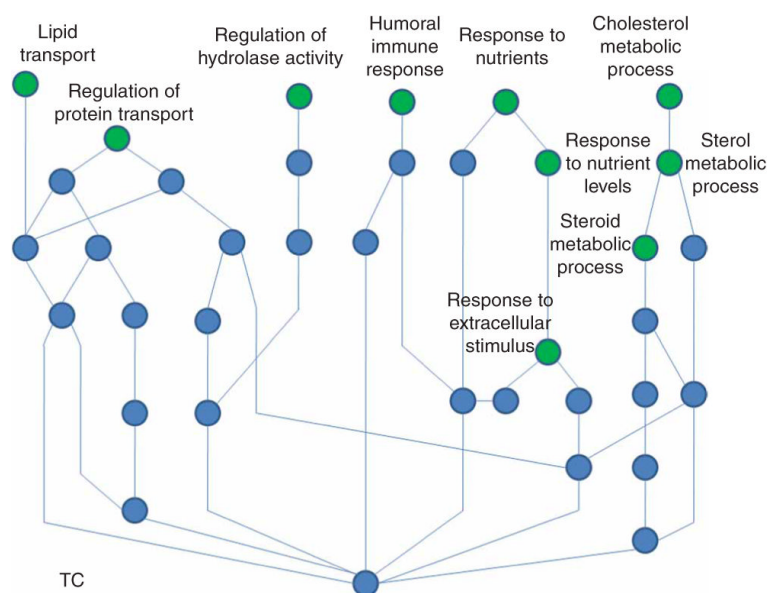 Lipid
transport
Regulation of
protein transport
Regulation
of hydrolase activity
Humoral
immune
response
Response to
nutrients
Cholesterol
metabolic
process
Response
to nutrient
levels
Sterol
metabolic
process
Steroid
metabolic
process
Response to
extracellular
stimulus
TC